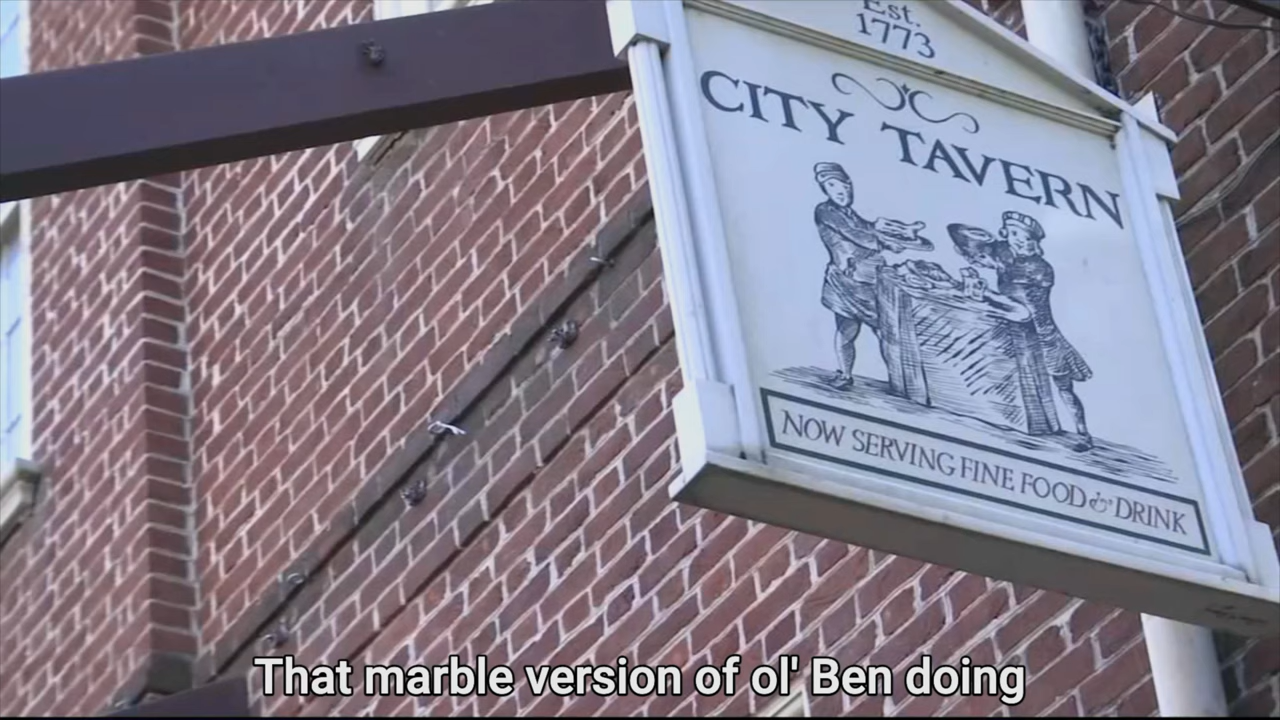 Est.
1773
CITY TAVERN
NOW SERVING FINE FOOD & DRINK
That marble version of ol' Ben doing